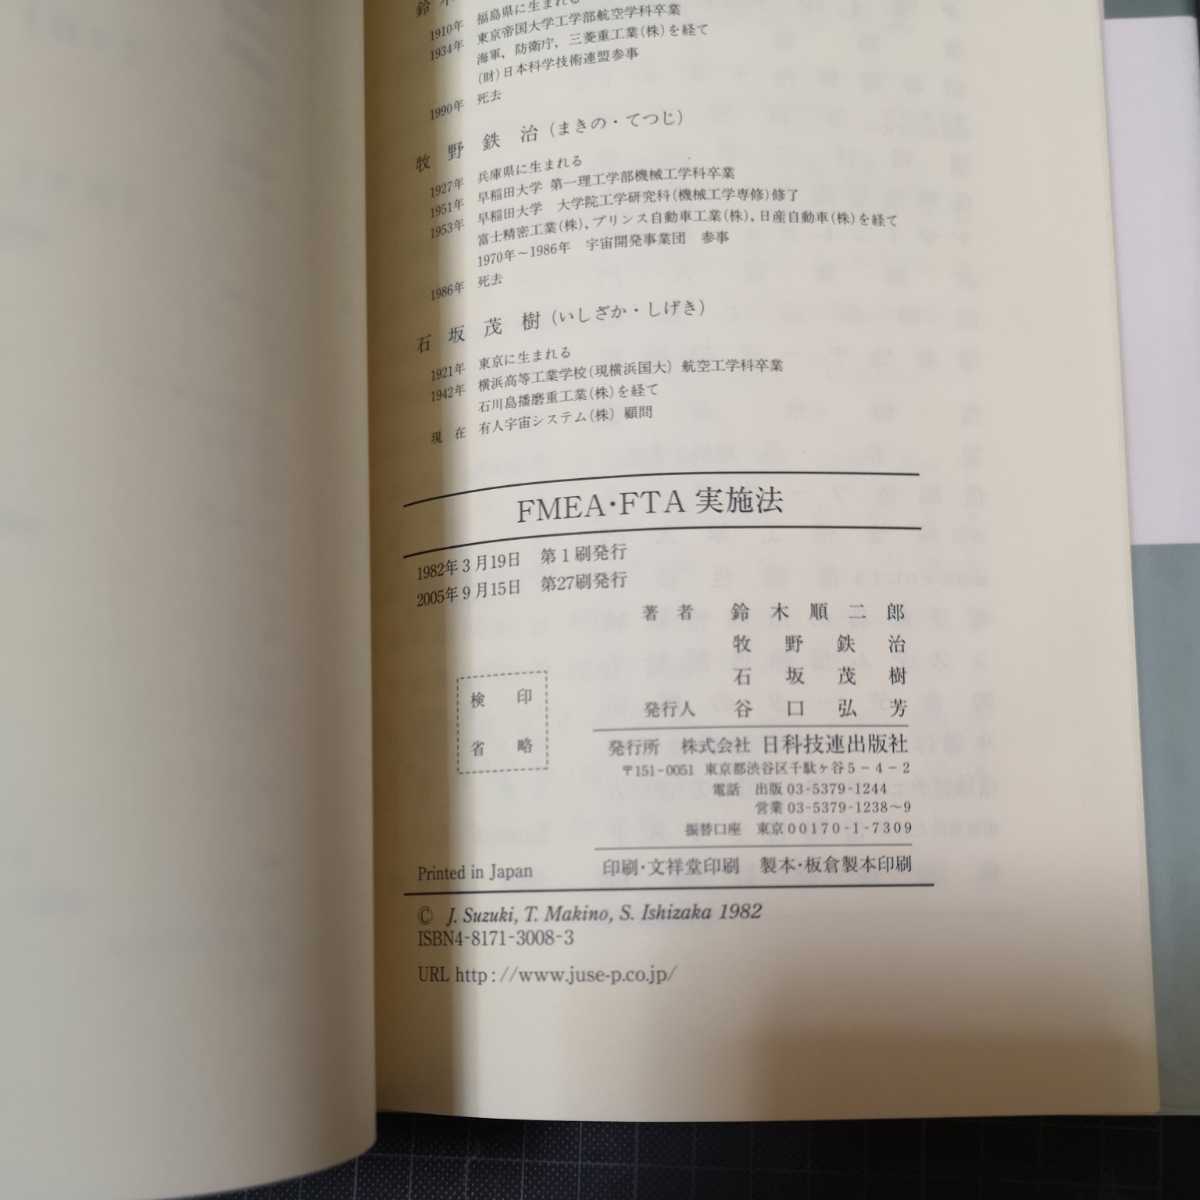 鈴木
1910年 福島県に生まれる
1934年 東京帝国大学工学部航空学科卒業
海軍, 防衛庁, 三菱重工業(株)を経て
(財)日本科学技術連盟参事
1990年 死去
牧野鉄治(まきの・てつじ)
1927年 兵庫県に生まれる
1951年 早稲田大学 第一理工学部機械工学科卒業
1953年 早稲田大学 大学院工学研究科(機械工学専修)修了
富士精密工業(株), プリンス自動車工業(株), 日産自動車(株)を経て
1970年～1986年 宇宙開発事業団 参事
1986年 死去
石坂茂樹(いしざか・しげき)
1921年 東京に生まれる
1942年 横浜高等工業学校(現横浜国大) 航空工学科卒業
石川島播磨重工業(株)を経て
現在 有人宇宙システム(株) 顧問
FMEA・FTA 実施法
1982年3月19日 第1刷発行
2005年9月15日 第27刷発行
著者 鈴木順二郎
牧野鉄治
石坂茂樹
発行人 谷口弘芳
検印
省略
発行所 株式会社 日科技連出版社
〒151-0051 東京都渋谷区千駄ヶ谷5-4-2
電話 出版 03-5379-1244
営業 03-5379-1238～9
振替口座 東京 00170-1-7309
Printed in Japan
印刷・文祥堂印刷 製本・板倉製本印刷
© J. Suzuki, T. Makino, S. Ishizaka 1982
ISBN4-8171-3008-3
URL http://www.juse-p.co.jp/